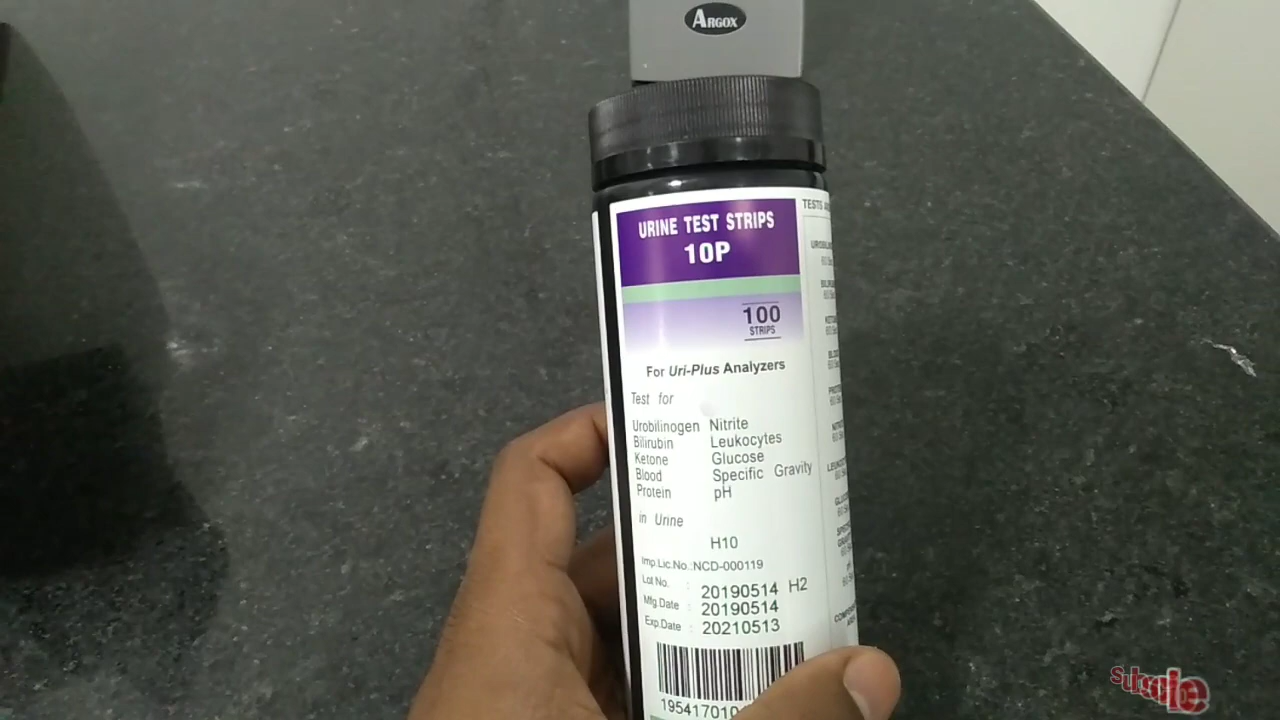 ARGOX
URINE TEST STRIPS
10P
100
STRIPS
For Uri-Plus Analyzers
Test for
Urobilinogen Nitrite
Bilirubin Leukocytes
Ketone Glucose
Blood Specific Gravity
Protein pH
in Urine
H10
Imp.Lic.No.:NCD-000119
Lot No. : 20190514 H2
Mfg.Date : 20190514
Exp.Date : 20210513
TESTS